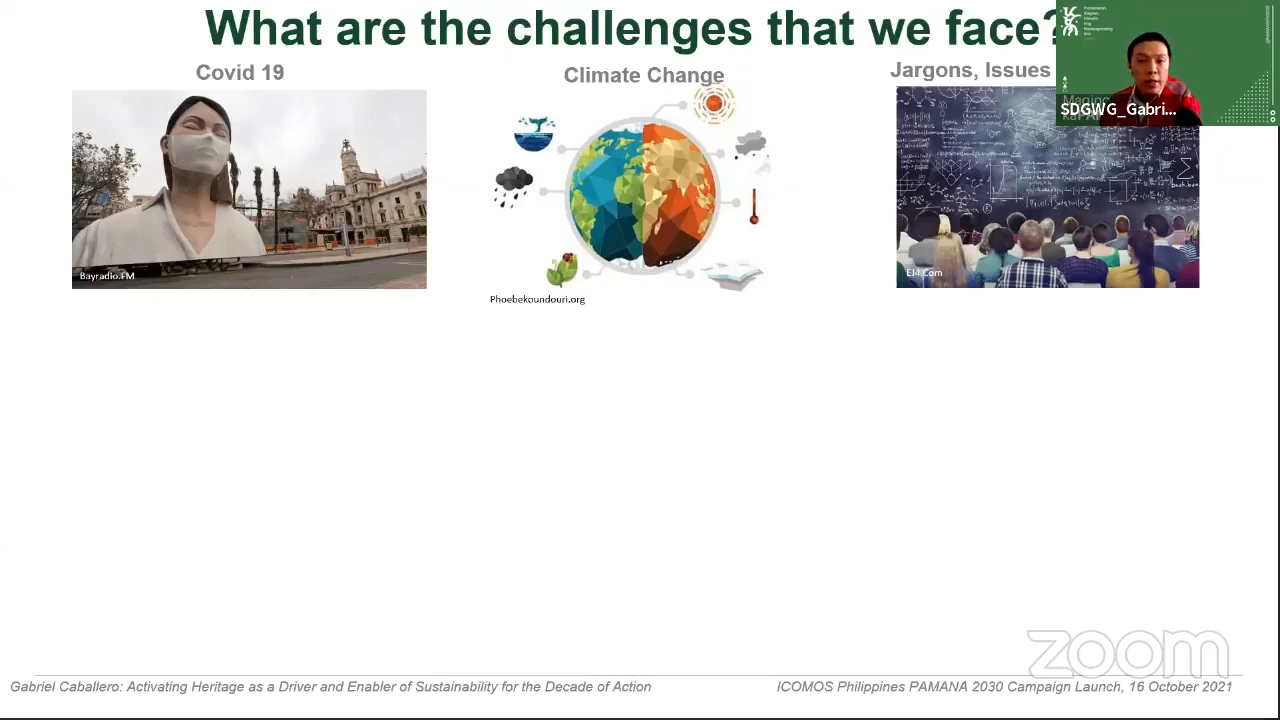 What are the challenges that we face?
Covid 19
Climate Change
Jargons, Issues
SDGWG_Gabri...
Bayradio.FM
Phoebekoundouri.org
EJ4.Com
zoom
Gabriel Caballero: Activating Heritage as a Driver and Enabler of Sustainability for the Decade of Action
ICOMOS Philippines PAMANA 2030 Campaign Launch, 16 October 2021